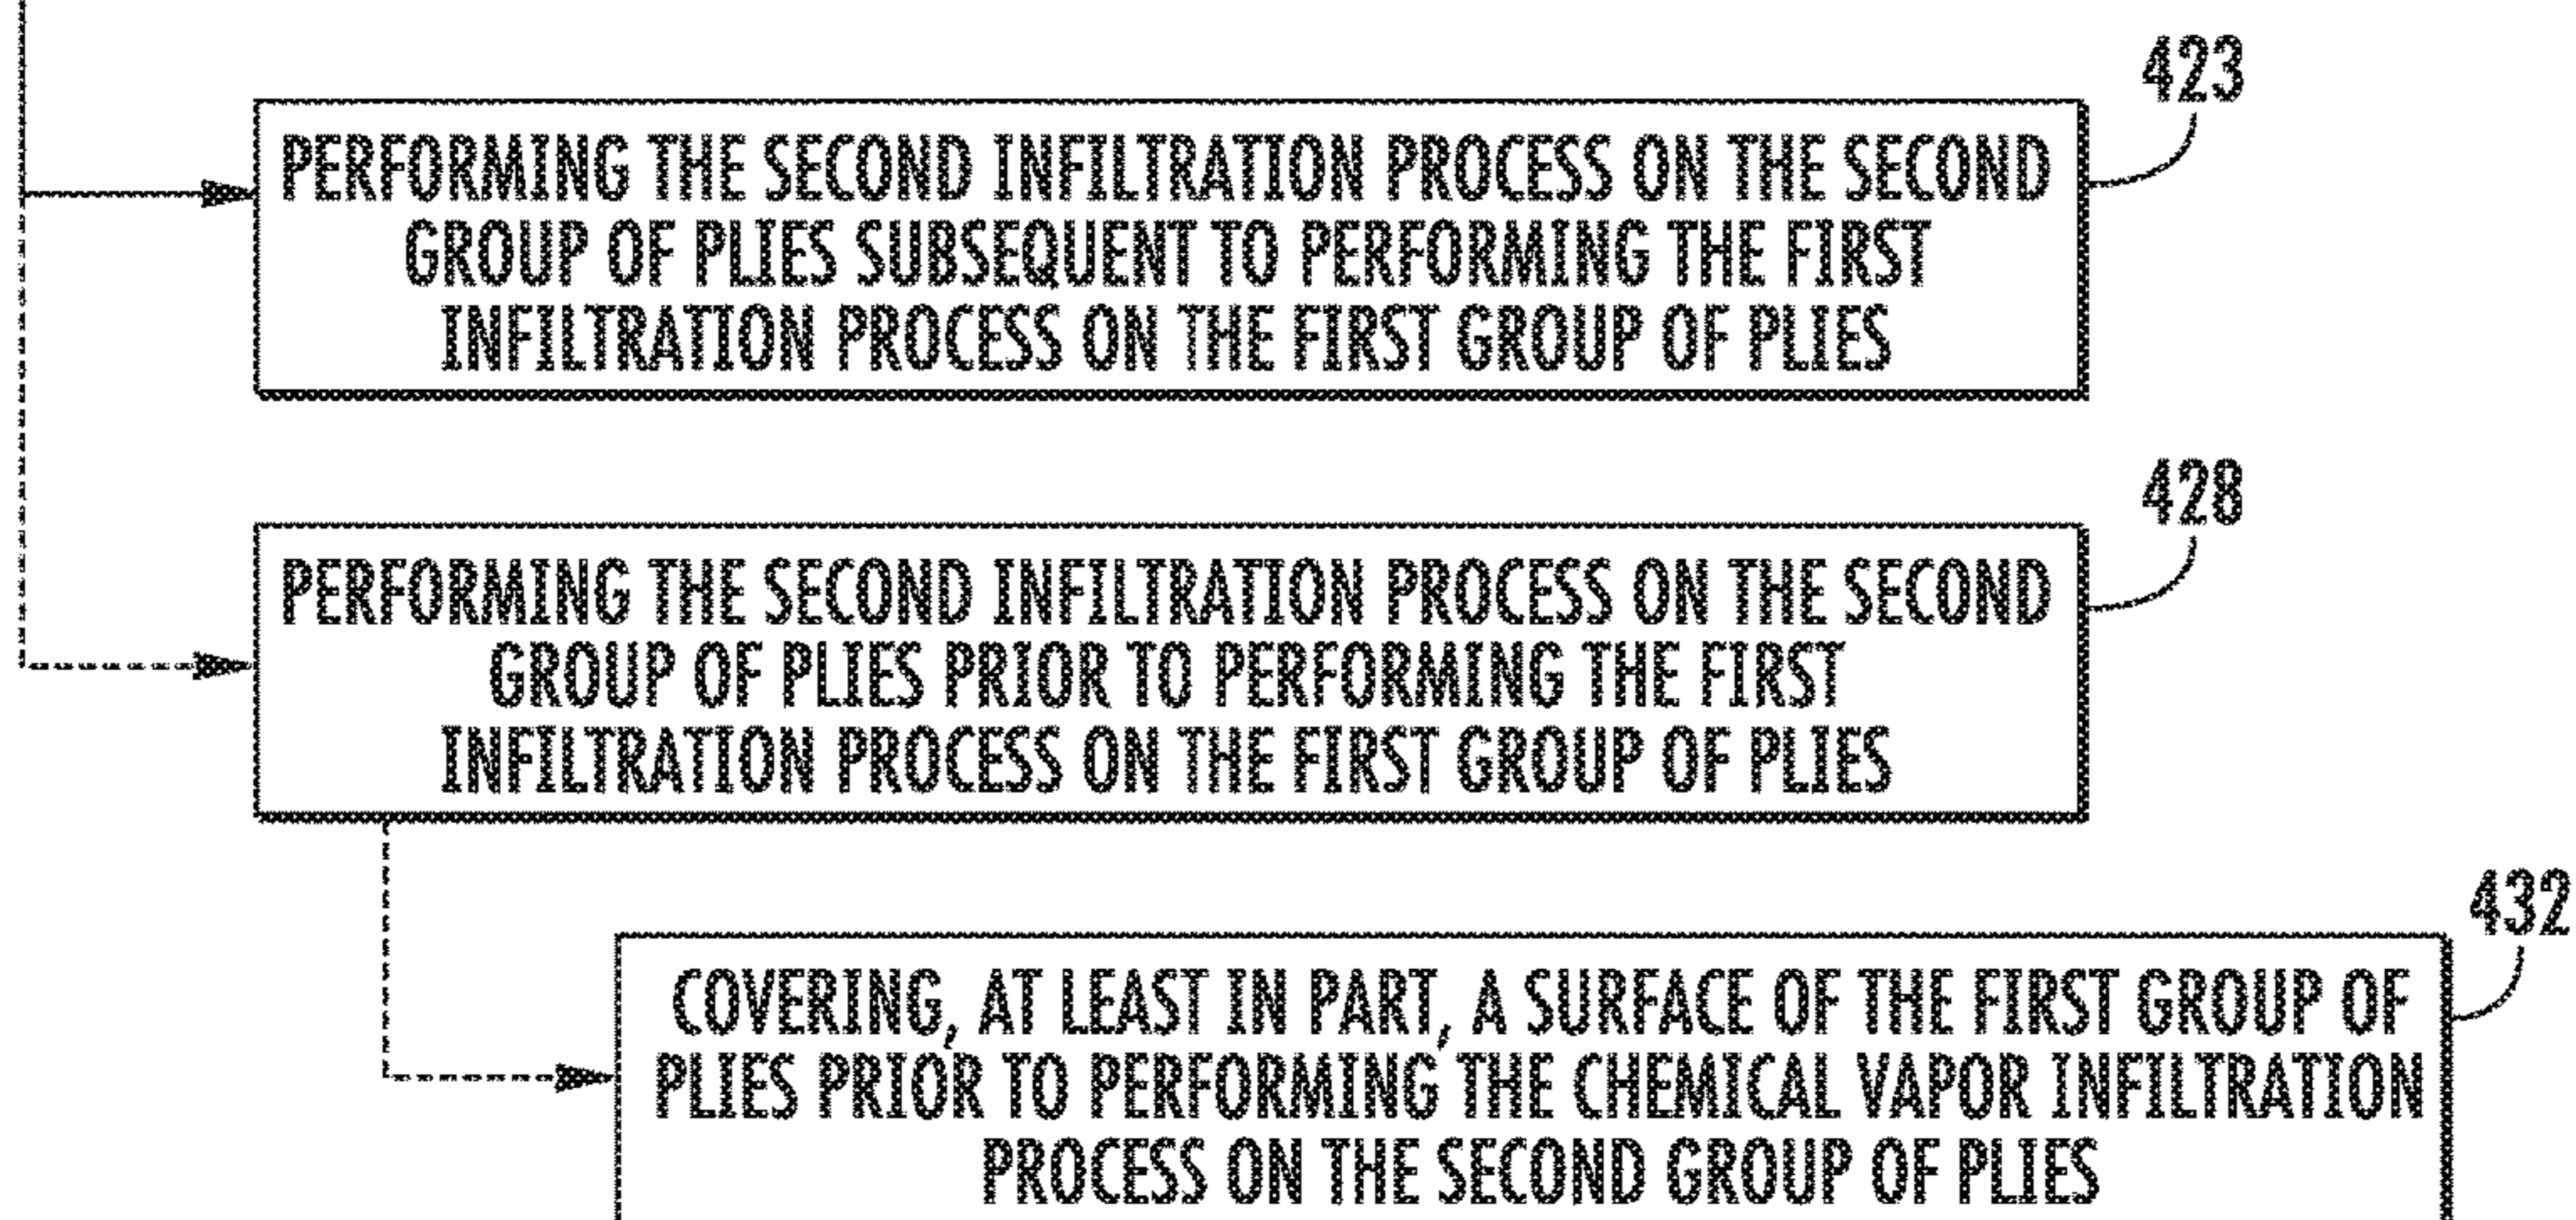 423
PERFORMING THE SECOND INFILTRATION PROCESS ON THE SECOND
GROUP OF PLIES SUBSEQUENT TO PERFORMING THE FIRST
INFILTRATION PROCESS ON THE FIRST GROUP OF PLIES
428
PERFORMING THE SECOND INFILTRATION PROCESS ON THE SECOND
GROUP OF PLIES PRIOR TO PERFORMING THE FIRST
INFILTRATION PROCESS ON THE FIRST GROUP OF PLIES
432
COVERING, AT LEAST IN PART, A SURFACE OF THE FIRST GROUP OF
PLIES PRIOR TO PERFORMING THE CHEMICAL VAPOR INFILTRATION
PROCESS ON THE SECOND GROUP OF PLIES